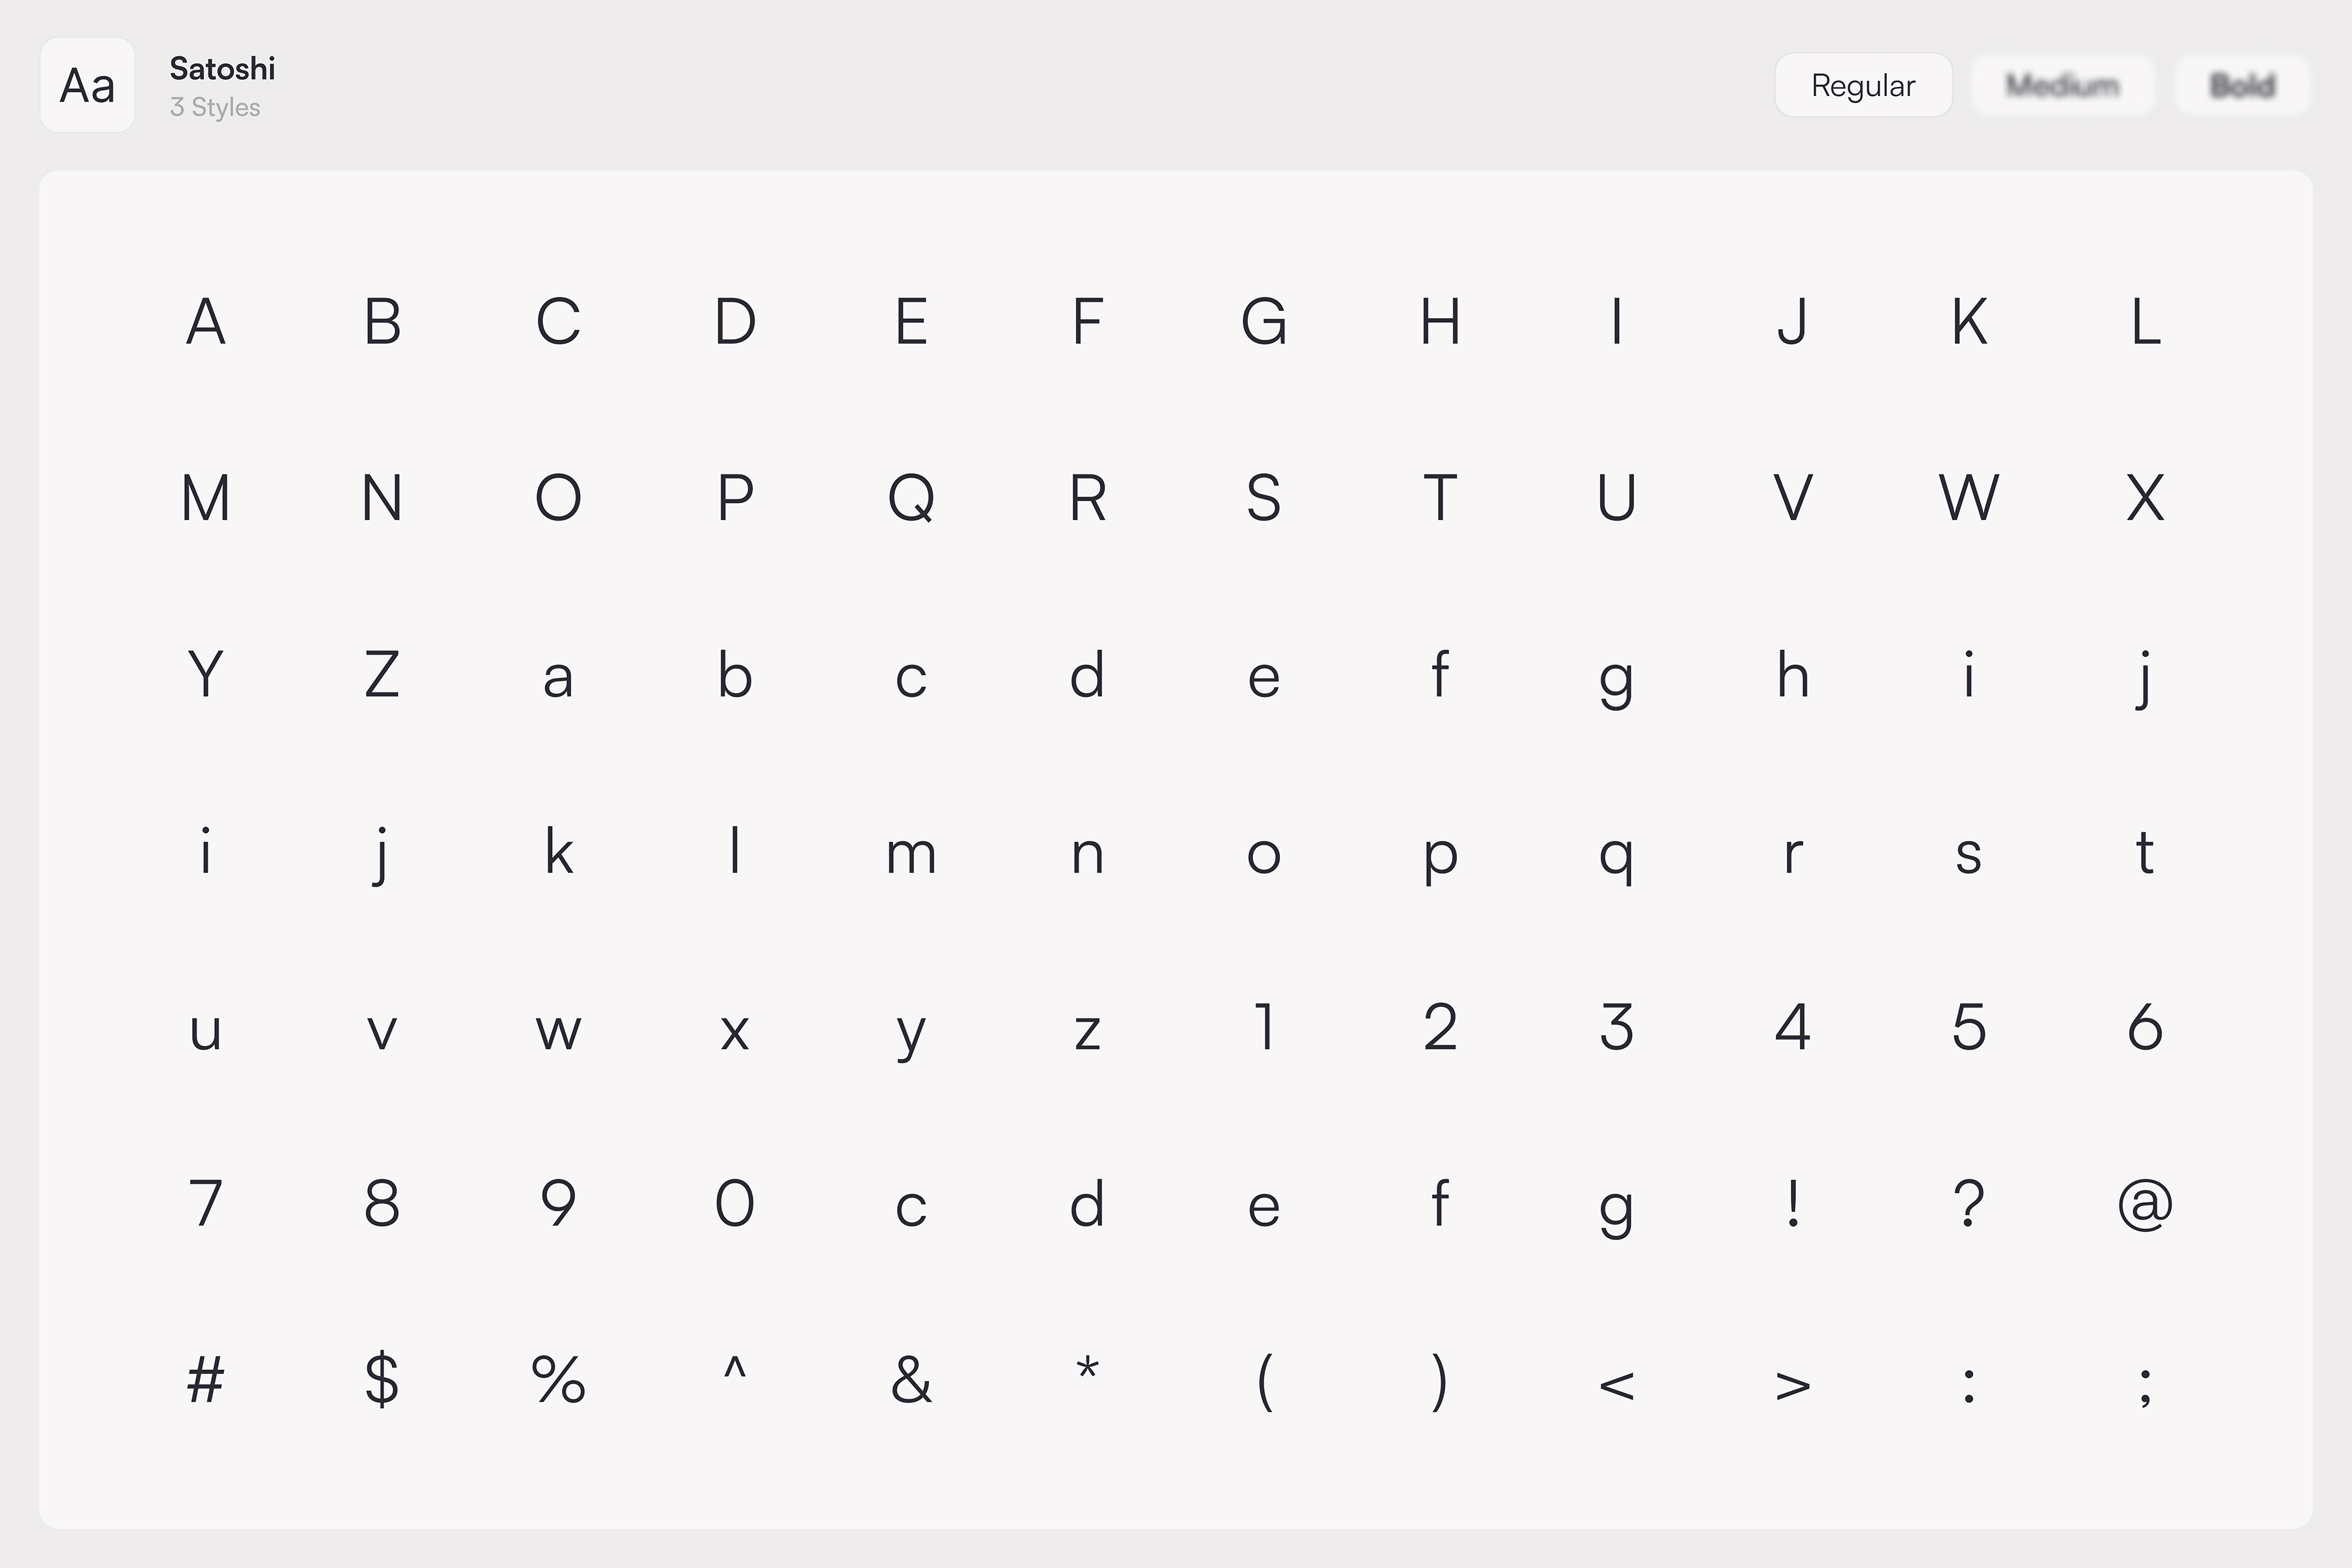 Aa
Satoshi
3 Styles
Regular Medium Bold
A B C D E F G H I J K L
M N O P Q R S T U V W X
Y Z a b c d e f g h i j
i j k l m n o p q r s t
u v w x y z 1 2 3 4 5 6
7 8 9 0 c d e f g ! ? @
# $ % ^ & * ( ) < > : ;